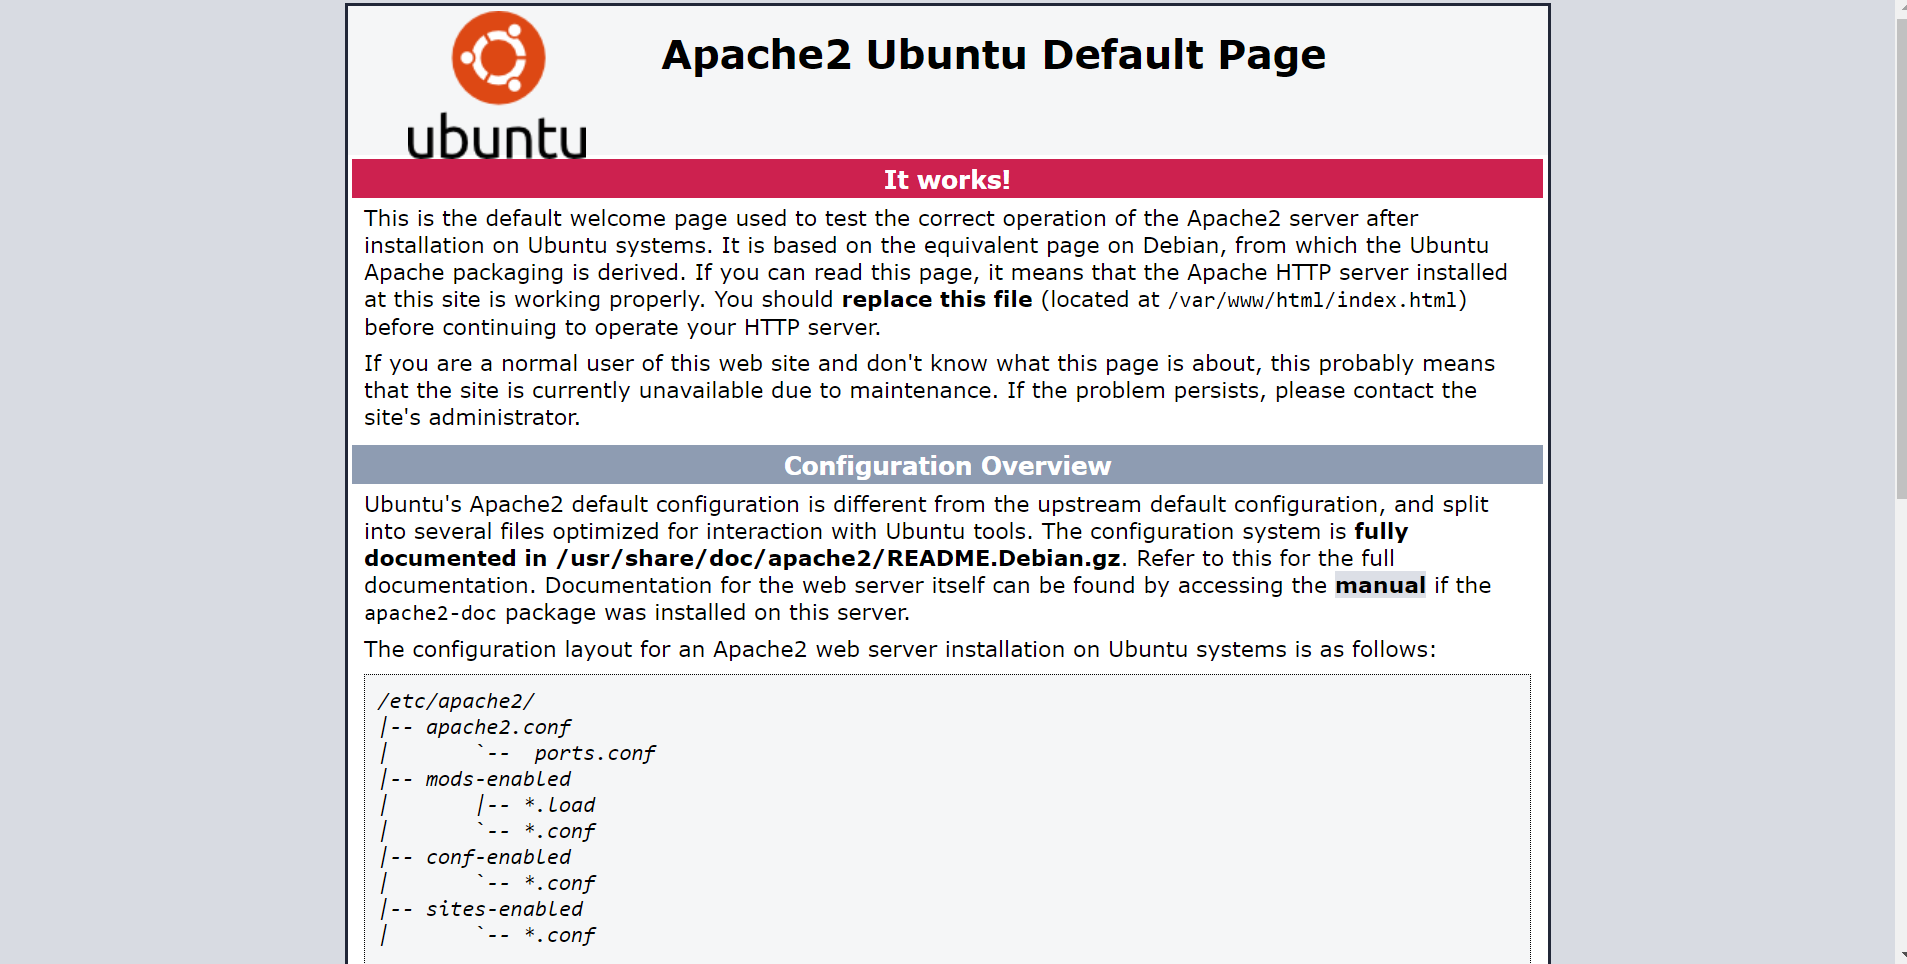 ubuntu
Apache2 Ubuntu Default Page
It works!
This is the default welcome page used to test the correct operation of the Apache2 server after
installation on Ubuntu systems. It is based on the equivalent page on Debian, from which the Ubuntu
Apache packaging is derived. If you can read this page, it means that the Apache HTTP server installed
at this site is working properly. You should replace this file (located at /var/www/html/index.html)
before continuing to operate your HTTP server.
If you are a normal user of this web site and don't know what this page is about, this probably means
that the site is currently unavailable due to maintenance. If the problem persists, please contact the
site's administrator.
Configuration Overview
Ubuntu's Apache2 default configuration is different from the upstream default configuration, and split
into several files optimized for interaction with Ubuntu tools. The configuration system is fully
documented in /usr/share/doc/apache2/README.Debian.gz. Refer to this for the full
documentation. Documentation for the web server itself can be found by accessing the manual if the
apache2-doc package was installed on this server.
The configuration layout for an Apache2 web server installation on Ubuntu systems is as follows:
/etc/apache2/
|-- apache2.conf
|       `--  ports.conf
|-- mods-enabled
|       |-- *.load
|       `-- *.conf
|-- conf-enabled
|       `-- *.conf
|-- sites-enabled
|       `-- *.conf